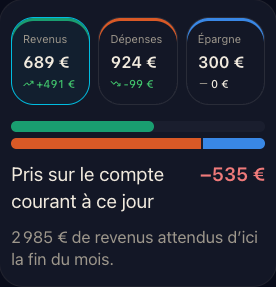 Revenus Dépenses Épargne
689 € 924 € 300 €
+491 € -99 € — 0 €
Pris sur le compte −535 €
courant à ce jour
2 985 € de revenus attendus d’ici
la fin du mois.